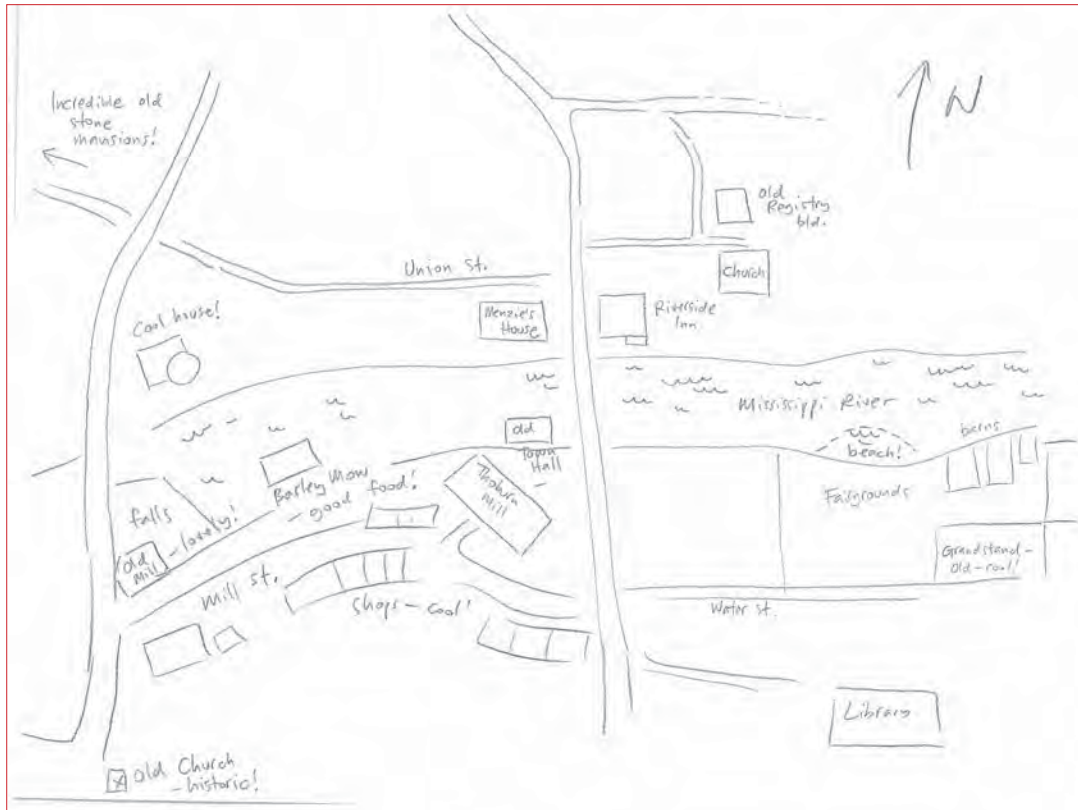 Incredible old
stone
mansions!
N
Old
Registry
bld.
Church
Union St.
Cool house!
Menzie's
House
Riverside
Inn
Mississippi River
Old
Town
Hall
beach!
barns
Barley Mow
- good food!
Thoburn
Mill
Fairgrounds
falls
Old
Mill
- lovely!
Grandstand -
old - cool!
Mill St.
Shops - cool!
Water St.
Library
X
Old Church
- historic!